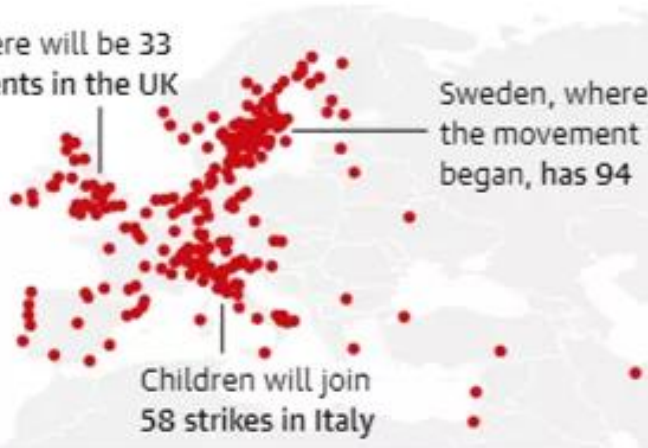 ere will be 33
ents in the UK
Sweden, where
the movement
began, has 94
Children will join
58 strikes in Italy